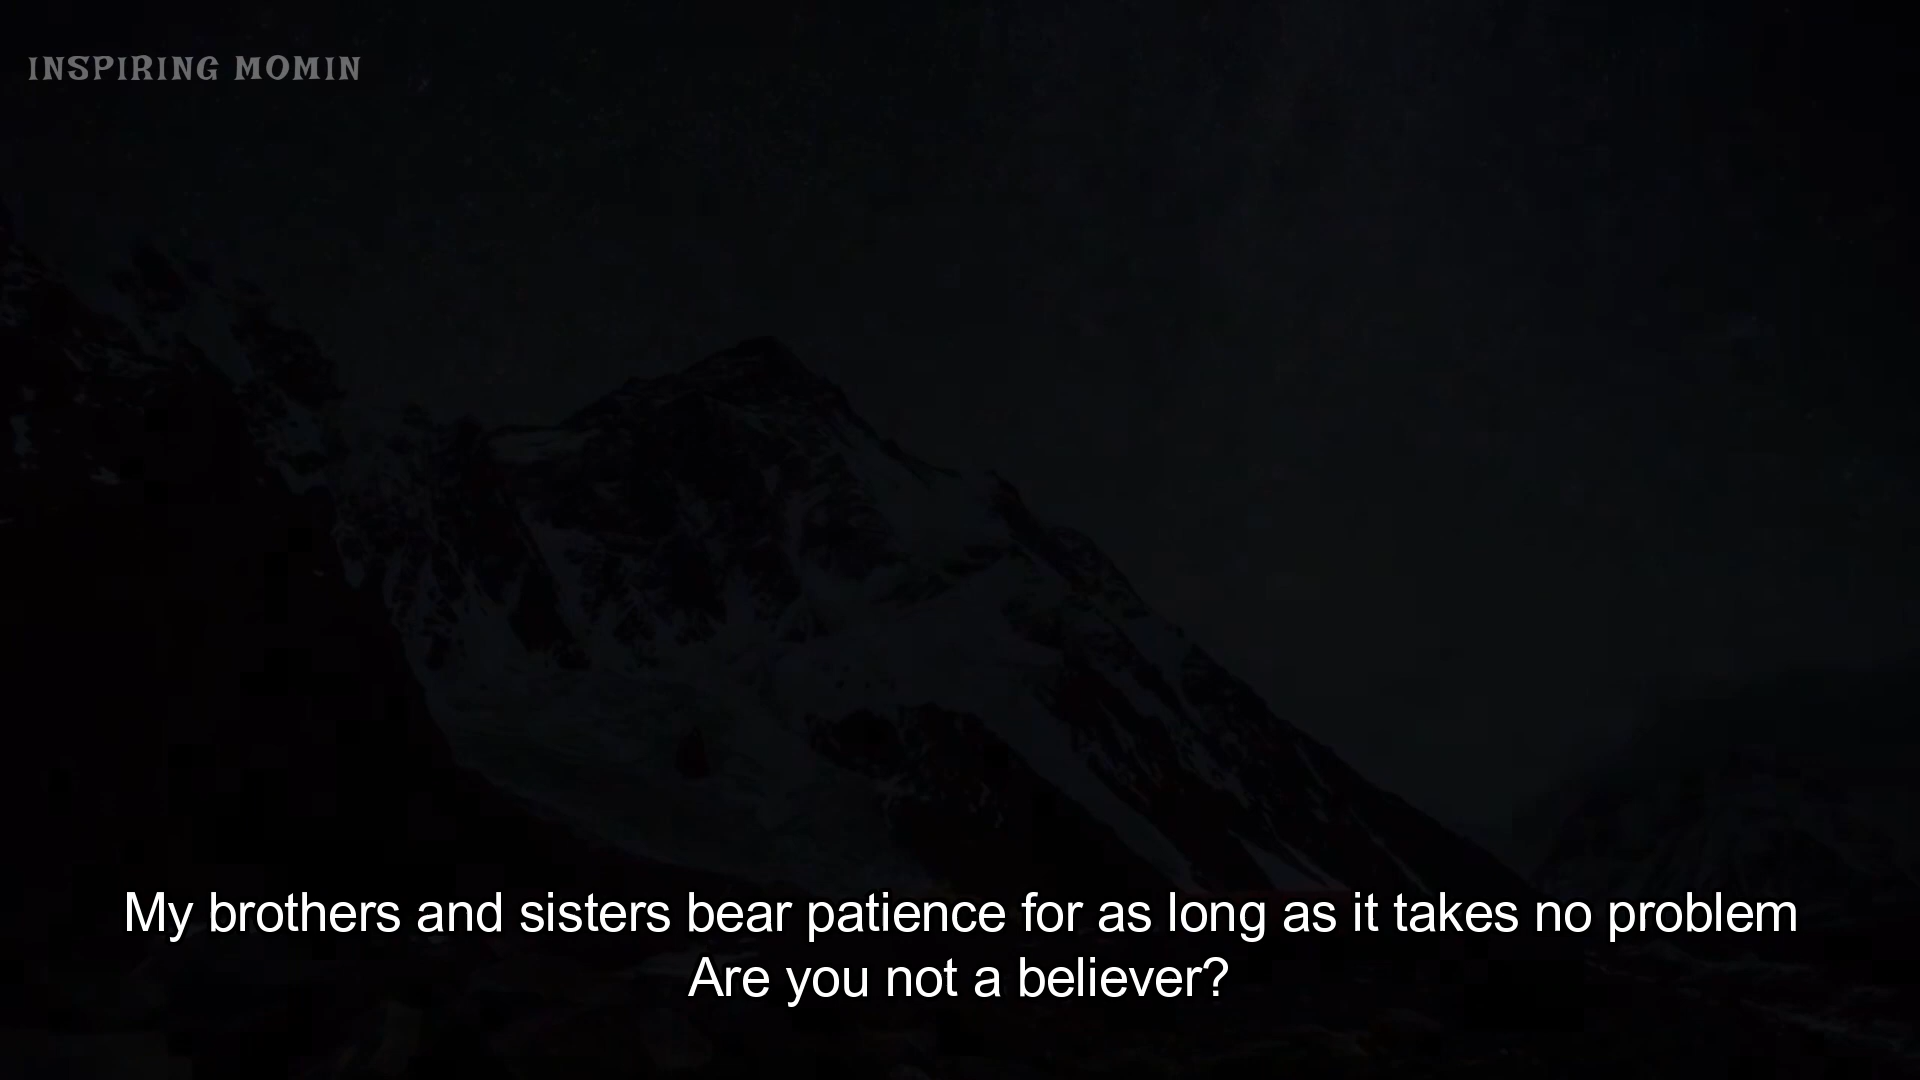 INSPIRING MOMIN
My brothers and sisters bear patience for as long as it takes no problem
Are you not a believer?